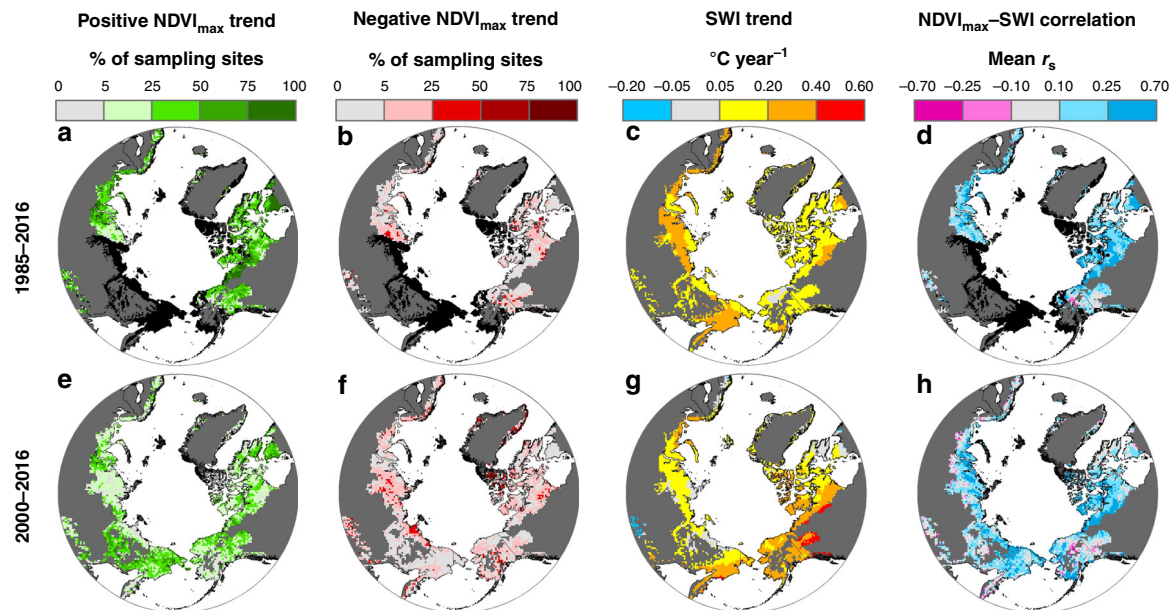 Positive NDVImax trend
Negative NDVImax trend
SWI trend
NDVImax–SWI correlation
% of sampling sites
% of sampling sites
°C year−1
Mean rs
0 5 25 50 75 100
0 5 25 50 75 100
−0.20 −0.05 0.05 0.20 0.40 0.60
−0.70 −0.25 −0.10 0.10 0.25 0.70
a
b
c
d
1985–2016
e
f
g
h
2000–2016